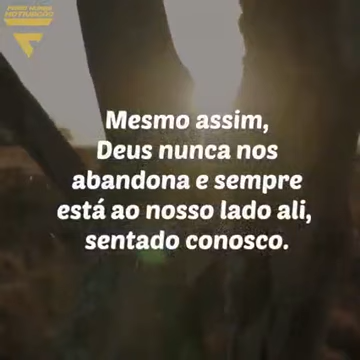 Mesmo assim,
Deus nunca nos
abandona e sempre
está ao nosso lado ali,
sentado conosco.